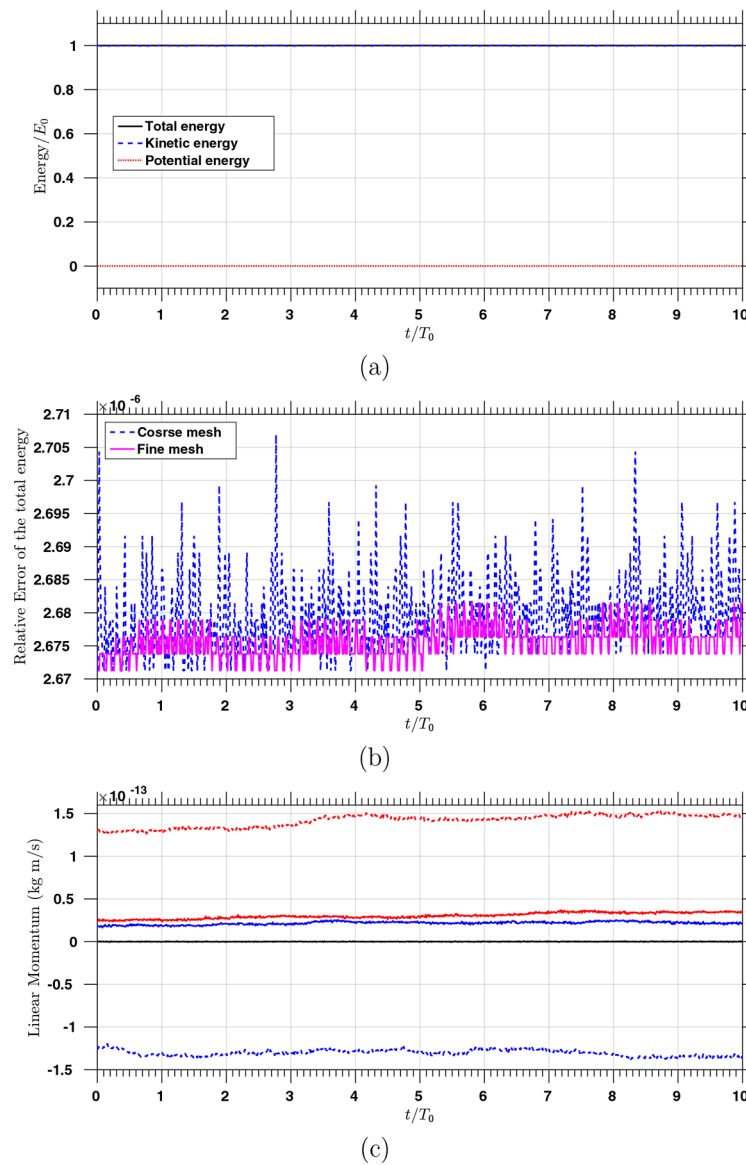 1
0.8
0.6
0.4
0.2
0
Energy/E₀
Total energy
Kinetic energy
Potential energy
0 1 2 3 4 5 6 7 8 9 10
t/T₀
(a)
× 10 -6
2.71
2.705
2.7
2.695
2.69
2.685
2.68
2.675
2.67
Relative Error of the total energy
Cosrse mesh
Fine mesh
0 1 2 3 4 5 6 7 8 9 10
t/T₀
(b)
× 10 -13
1.5
1
0.5
0
-0.5
-1
-1.5
Linear Momentum (kg m/s)
0 1 2 3 4 5 6 7 8 9 10
t/T₀
(c)